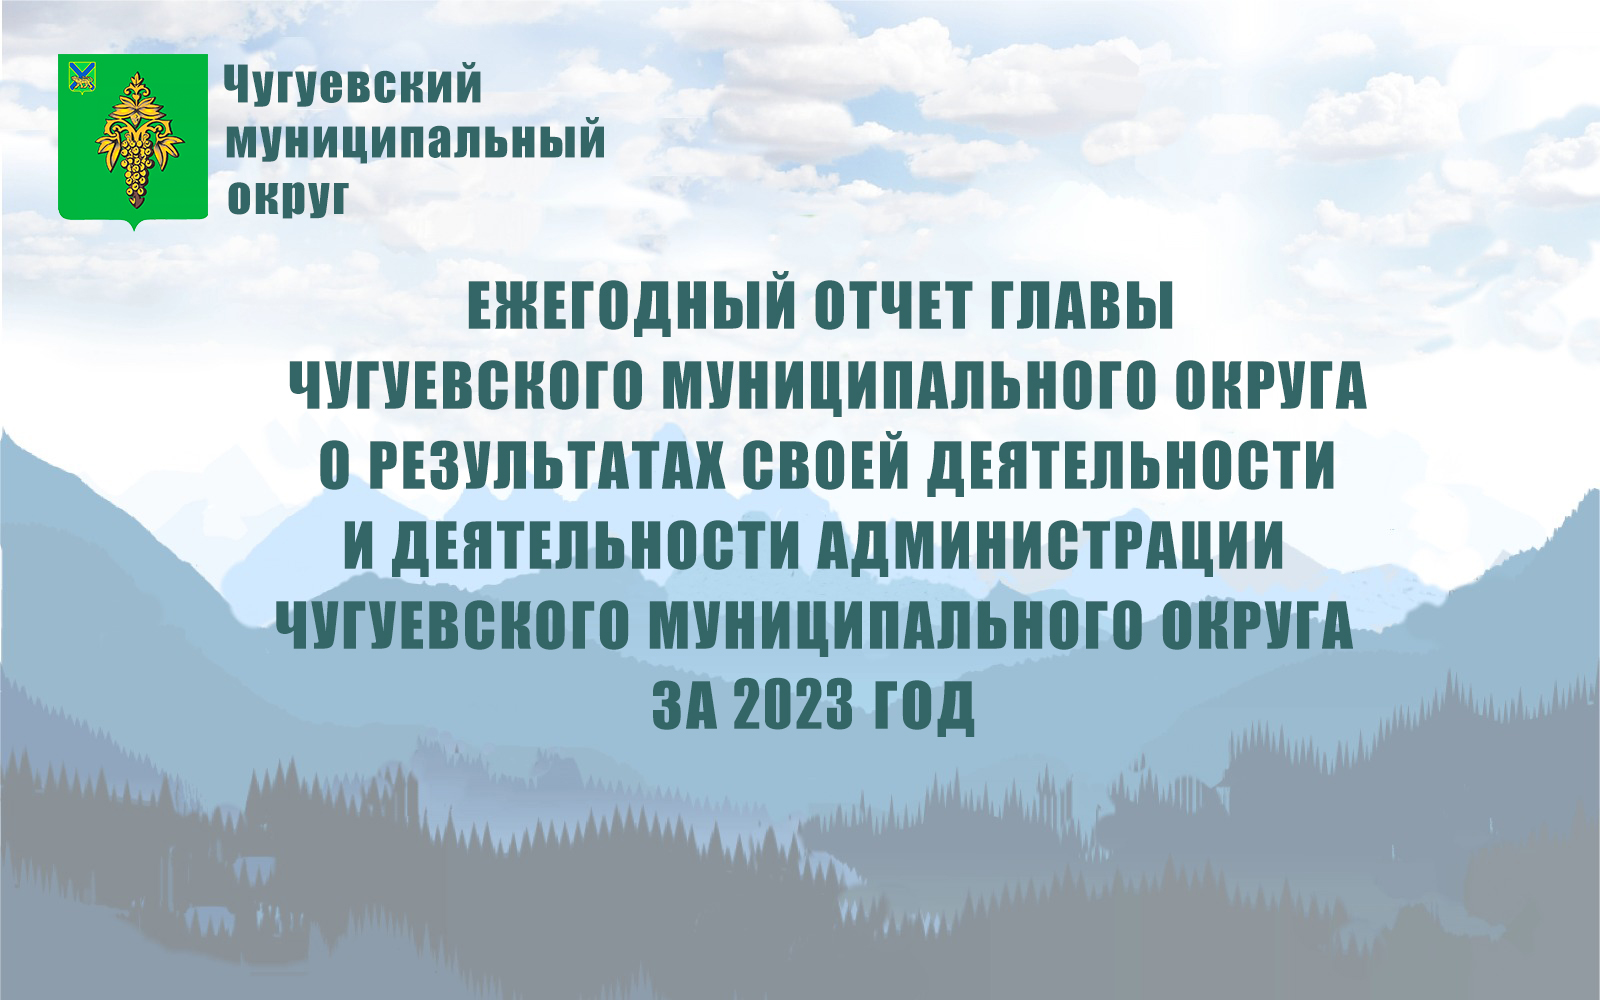 Чугуевский
муниципальный
округ
ЕЖЕГОДНЫЙ ОТЧЕТ ГЛАВЫ
ЧУГУЕВСКОГО МУНИЦИПАЛЬНОГО ОКРУГА
О РЕЗУЛЬТАТАХ СВОЕЙ ДЕЯТЕЛЬНОСТИ
И ДЕЯТЕЛЬНОСТИ АДМИНИСТРАЦИИ
ЧУГУЕВСКОГО МУНИЦИПАЛЬНОГО ОКРУГА
ЗА 2023 ГОД